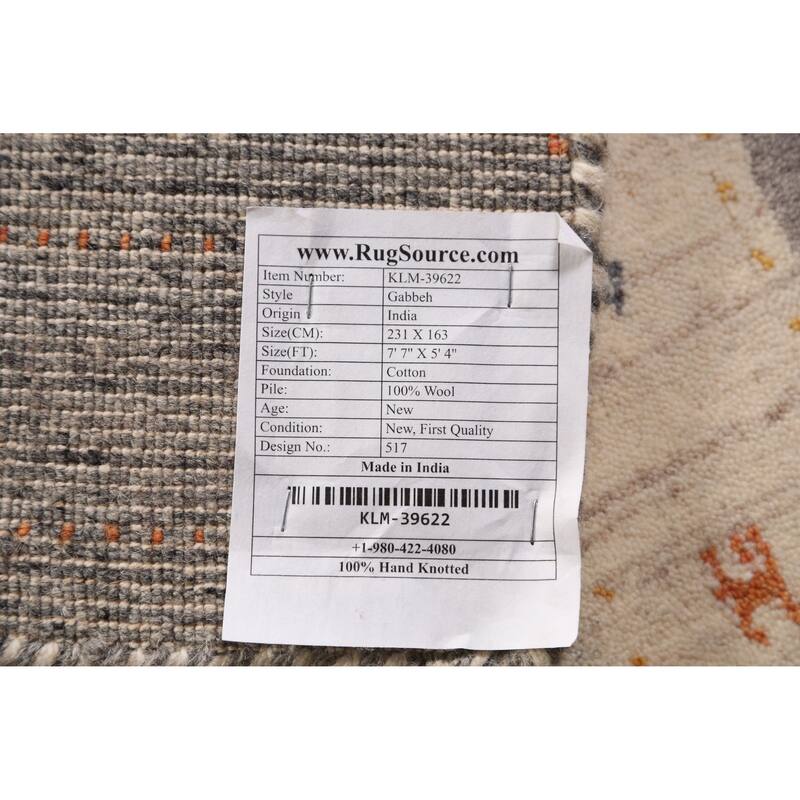 www.RugSource.com
Item Number: KLM-39622
Style Gabbeh
Origin India
Size(CM): 231 X 163
Size(FT): 7' 7" X 5' 4"
Foundation: Cotton
Pile: 100% Wool
Age: New
Condition: New, First Quality
Design No.: 517
Made in India
KLM-39622
+1-980-422-4080
100% Hand Knotted